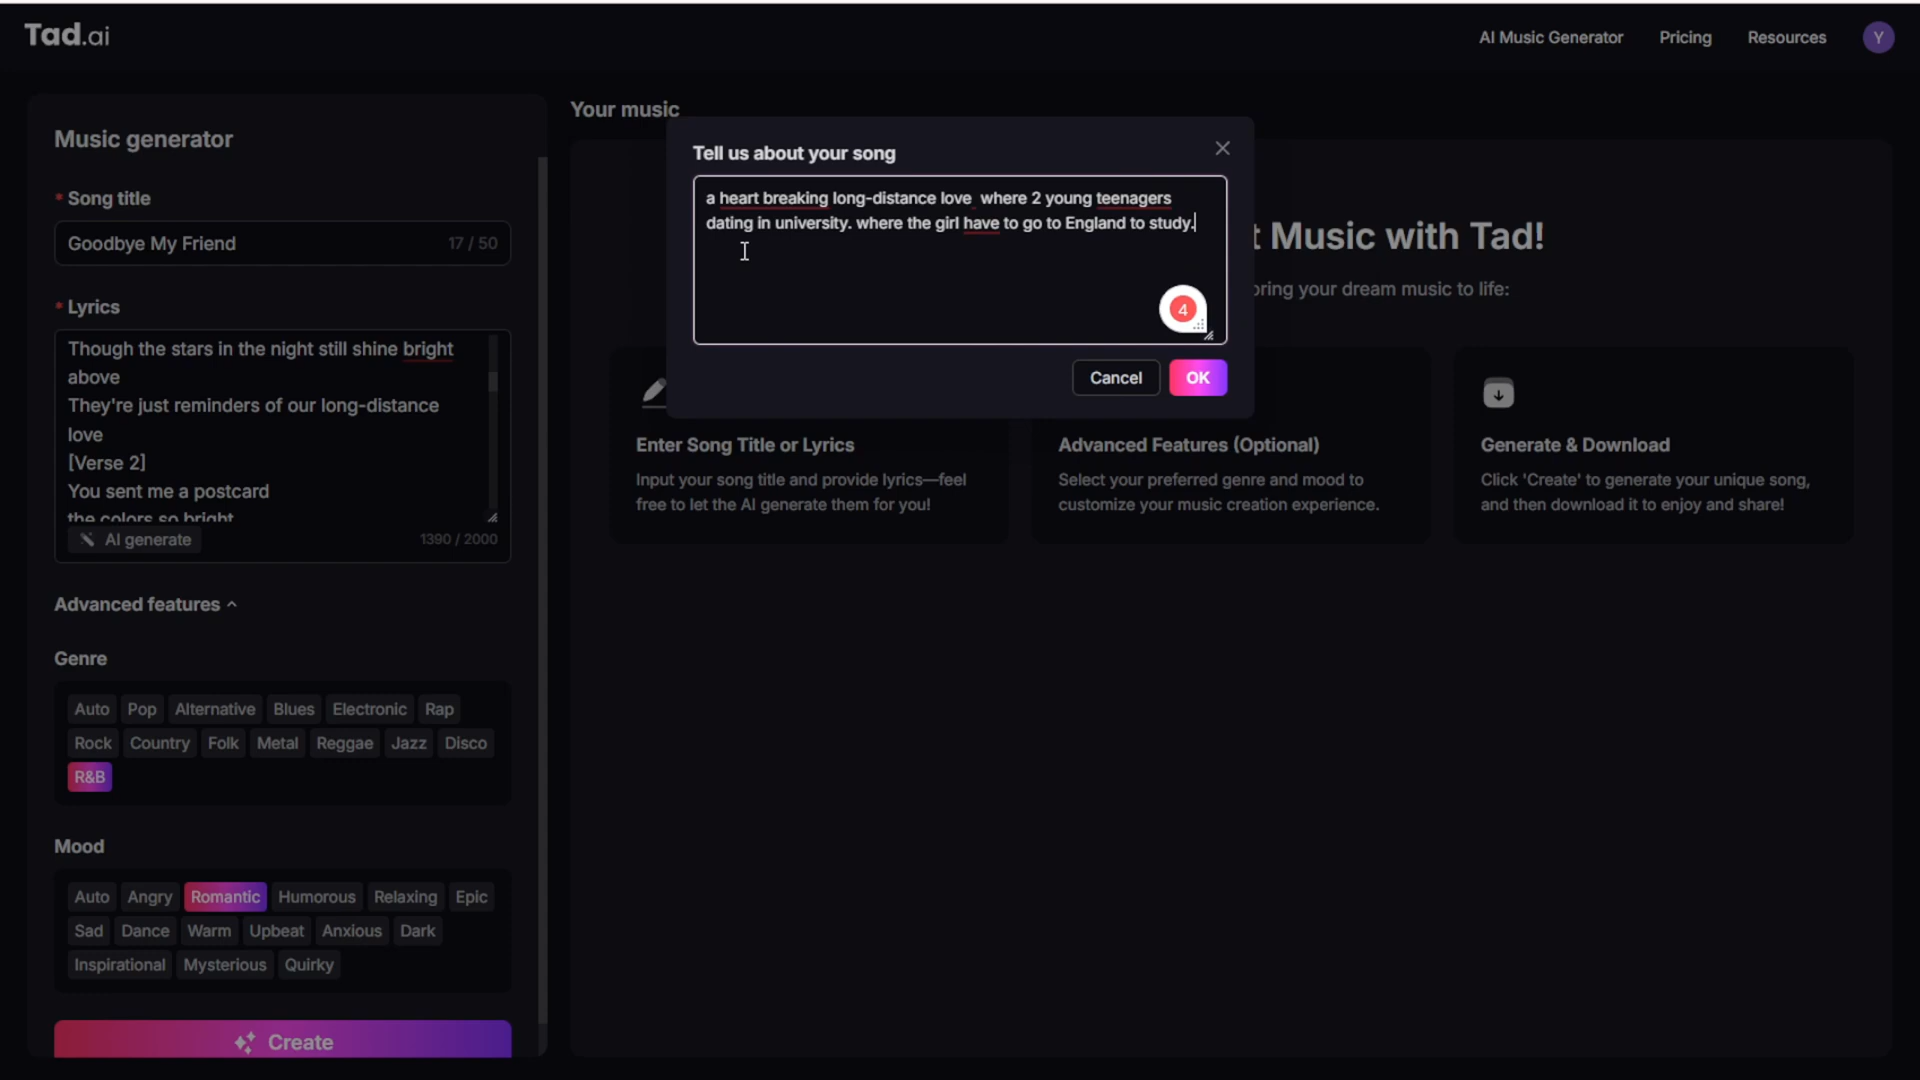 Tad.ai
AI Music Generator
Pricing
Resources
Y
Music generator
* Song title
Goodbye My Friend
17 / 50
* Lyrics
Though the stars in the night still shine bright
above
They're just reminders of our long-distance
love
[Verse 2]
You sent me a postcard
the colors so bright
AI generate
1390 / 2000
Advanced features
Genre
Auto Pop Alternative Blues Electronic Rap
Rock Country Folk Metal Reggae Jazz Disco
R&B
Mood
Auto Angry Romantic Humorous Relaxing Epic
Sad Dance Warm Upbeat Anxious Dark
Inspirational Mysterious Quirky
Create
Your music
Tell us about your song
a heart breaking long-distance love where 2 young teenagers
dating in university. where the girl have to go to England to study.
4
Cancel
OK
Music with Tad!
your dream music to life:
Enter Song Title or Lyrics
Input your song title and provide lyrics—feel
free to let the AI generate them for you!
Advanced Features (Optional)
Select your preferred genre and mood to
customize your music creation experience.
Generate & Download
Click 'Create' to generate your unique song,
and then download it to enjoy and share!